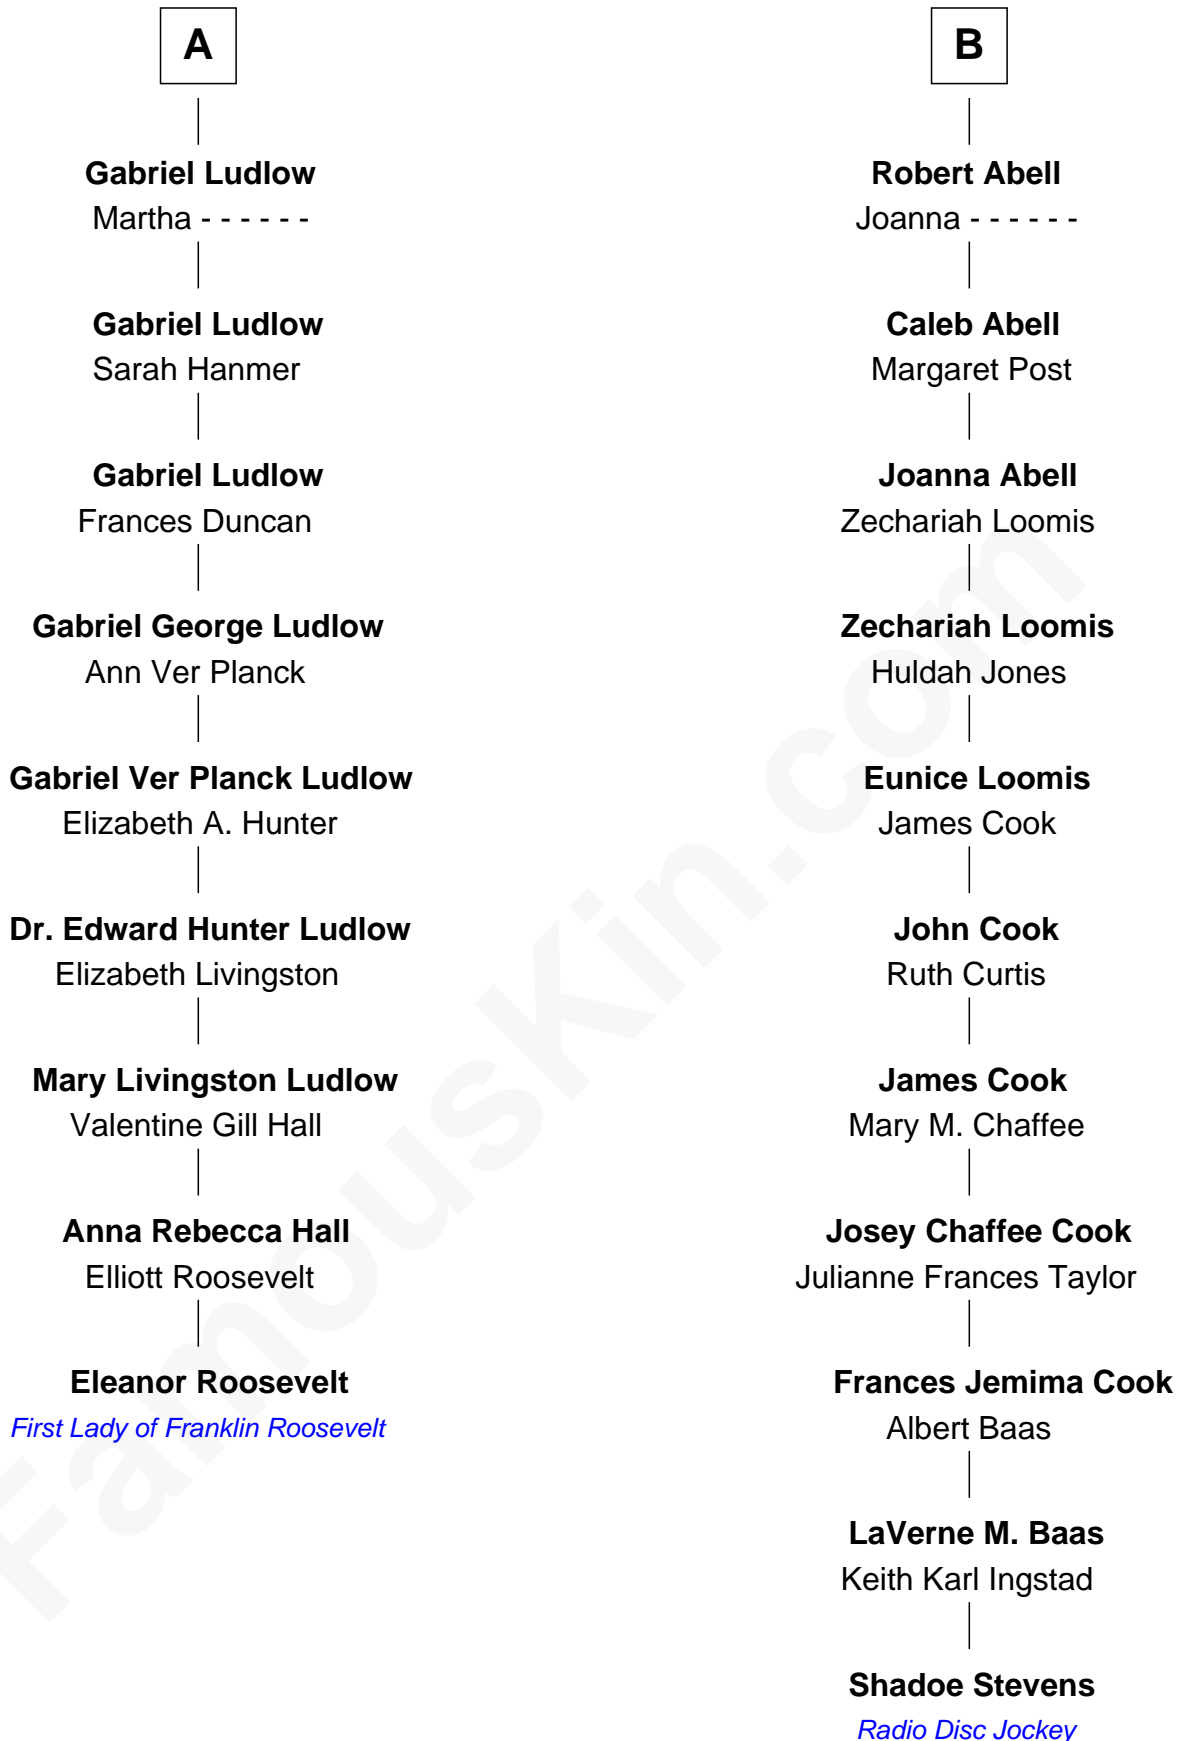 A
Gabriel Ludlow
Martha - - - - - -
Gabriel Ludlow
Sarah Hanmer
Gabriel Ludlow
Frances Duncan
Gabriel George Ludlow
Ann Ver Planck
Gabriel Ver Planck Ludlow
Elizabeth A. Hunter
Dr. Edward Hunter Ludlow
Elizabeth Livingston
Mary Livingston Ludlow
Valentine Gill Hall
Anna Rebecca Hall
Elliott Roosevelt
Eleanor Roosevelt
First Lady of Franklin Roosevelt
B
Robert Abell
Joanna - - - - - -
Caleb Abell
Margaret Post
Joanna Abell
Zechariah Loomis
Zechariah Loomis
Huldah Jones
Eunice Loomis
James Cook
John Cook
Ruth Curtis
James Cook
Mary M. Chaffee
Josey Chaffee Cook
Julianne Frances Taylor
Frances Jemima Cook
Albert Baas
LaVerne M. Baas
Keith Karl Ingstad
Shadoe Stevens
Radio Disc Jockey
FamousKin.com